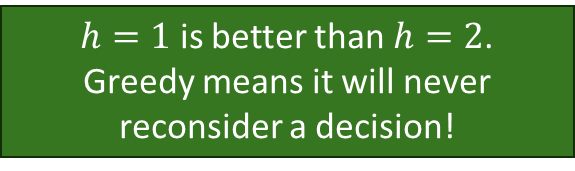 h = 1 is better than h = 2.
Greedy means it will never
reconsider a decision!